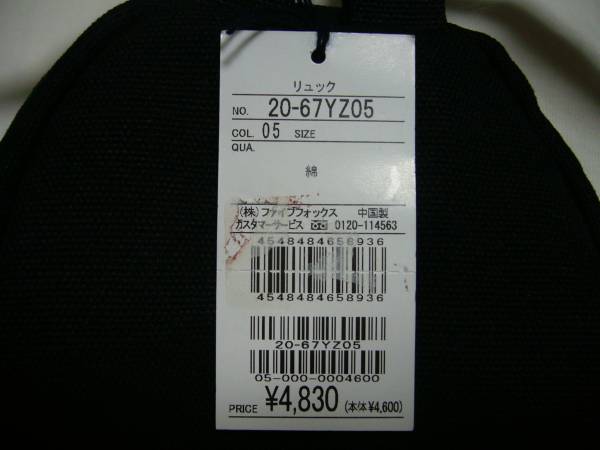 リュック
NO. 20-67YZ05
COL. 05 SIZE
QUA.
綿
(株)ファイブフォックス 中国製
カスタマーサービス 0120-114563
4548484658936
4548484658936
20-67YZ05
05-000-0004600
PRICE ¥4,830 (本体¥4,600)